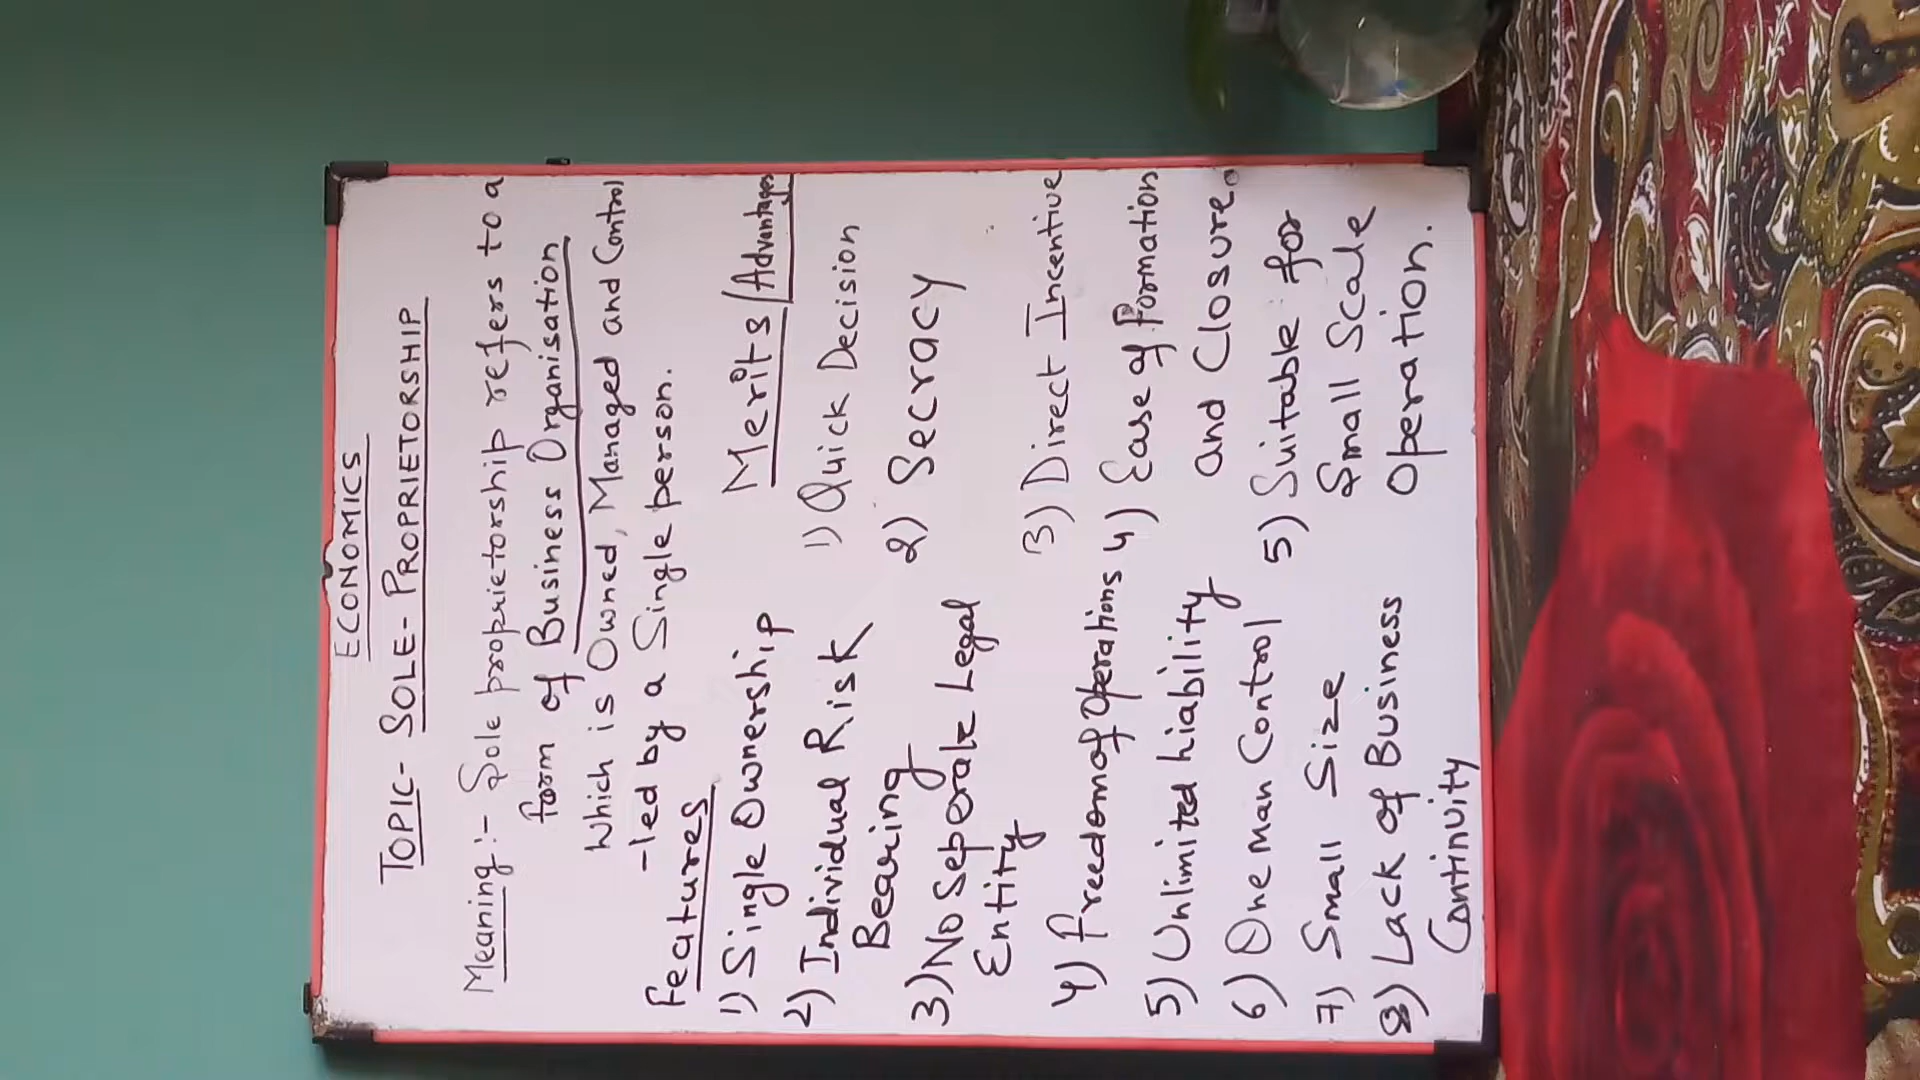 ECONOMICS
TOPIC- SOLE-PROPRIETORSHIP
Meaning:- Sole proprietorship refers to a
form of Business Organisation
which is Owned, Managed and Control
-led by a Single person.
Features
1) Single Ownership
2) Individual Risk
Bearing
3) No Seperate Legal
Entity
4) Freedom of Operations
5) Unlimited Liability
6) One man Control
7) Small Size
8) Lack of Business
Continuity
Merits/Advantages
1) Quick Decision
2) Secracy
3) Direct Incentive
4) Ease of Formation
and Closure.
5) Suitable for
Small Scale
Operation.